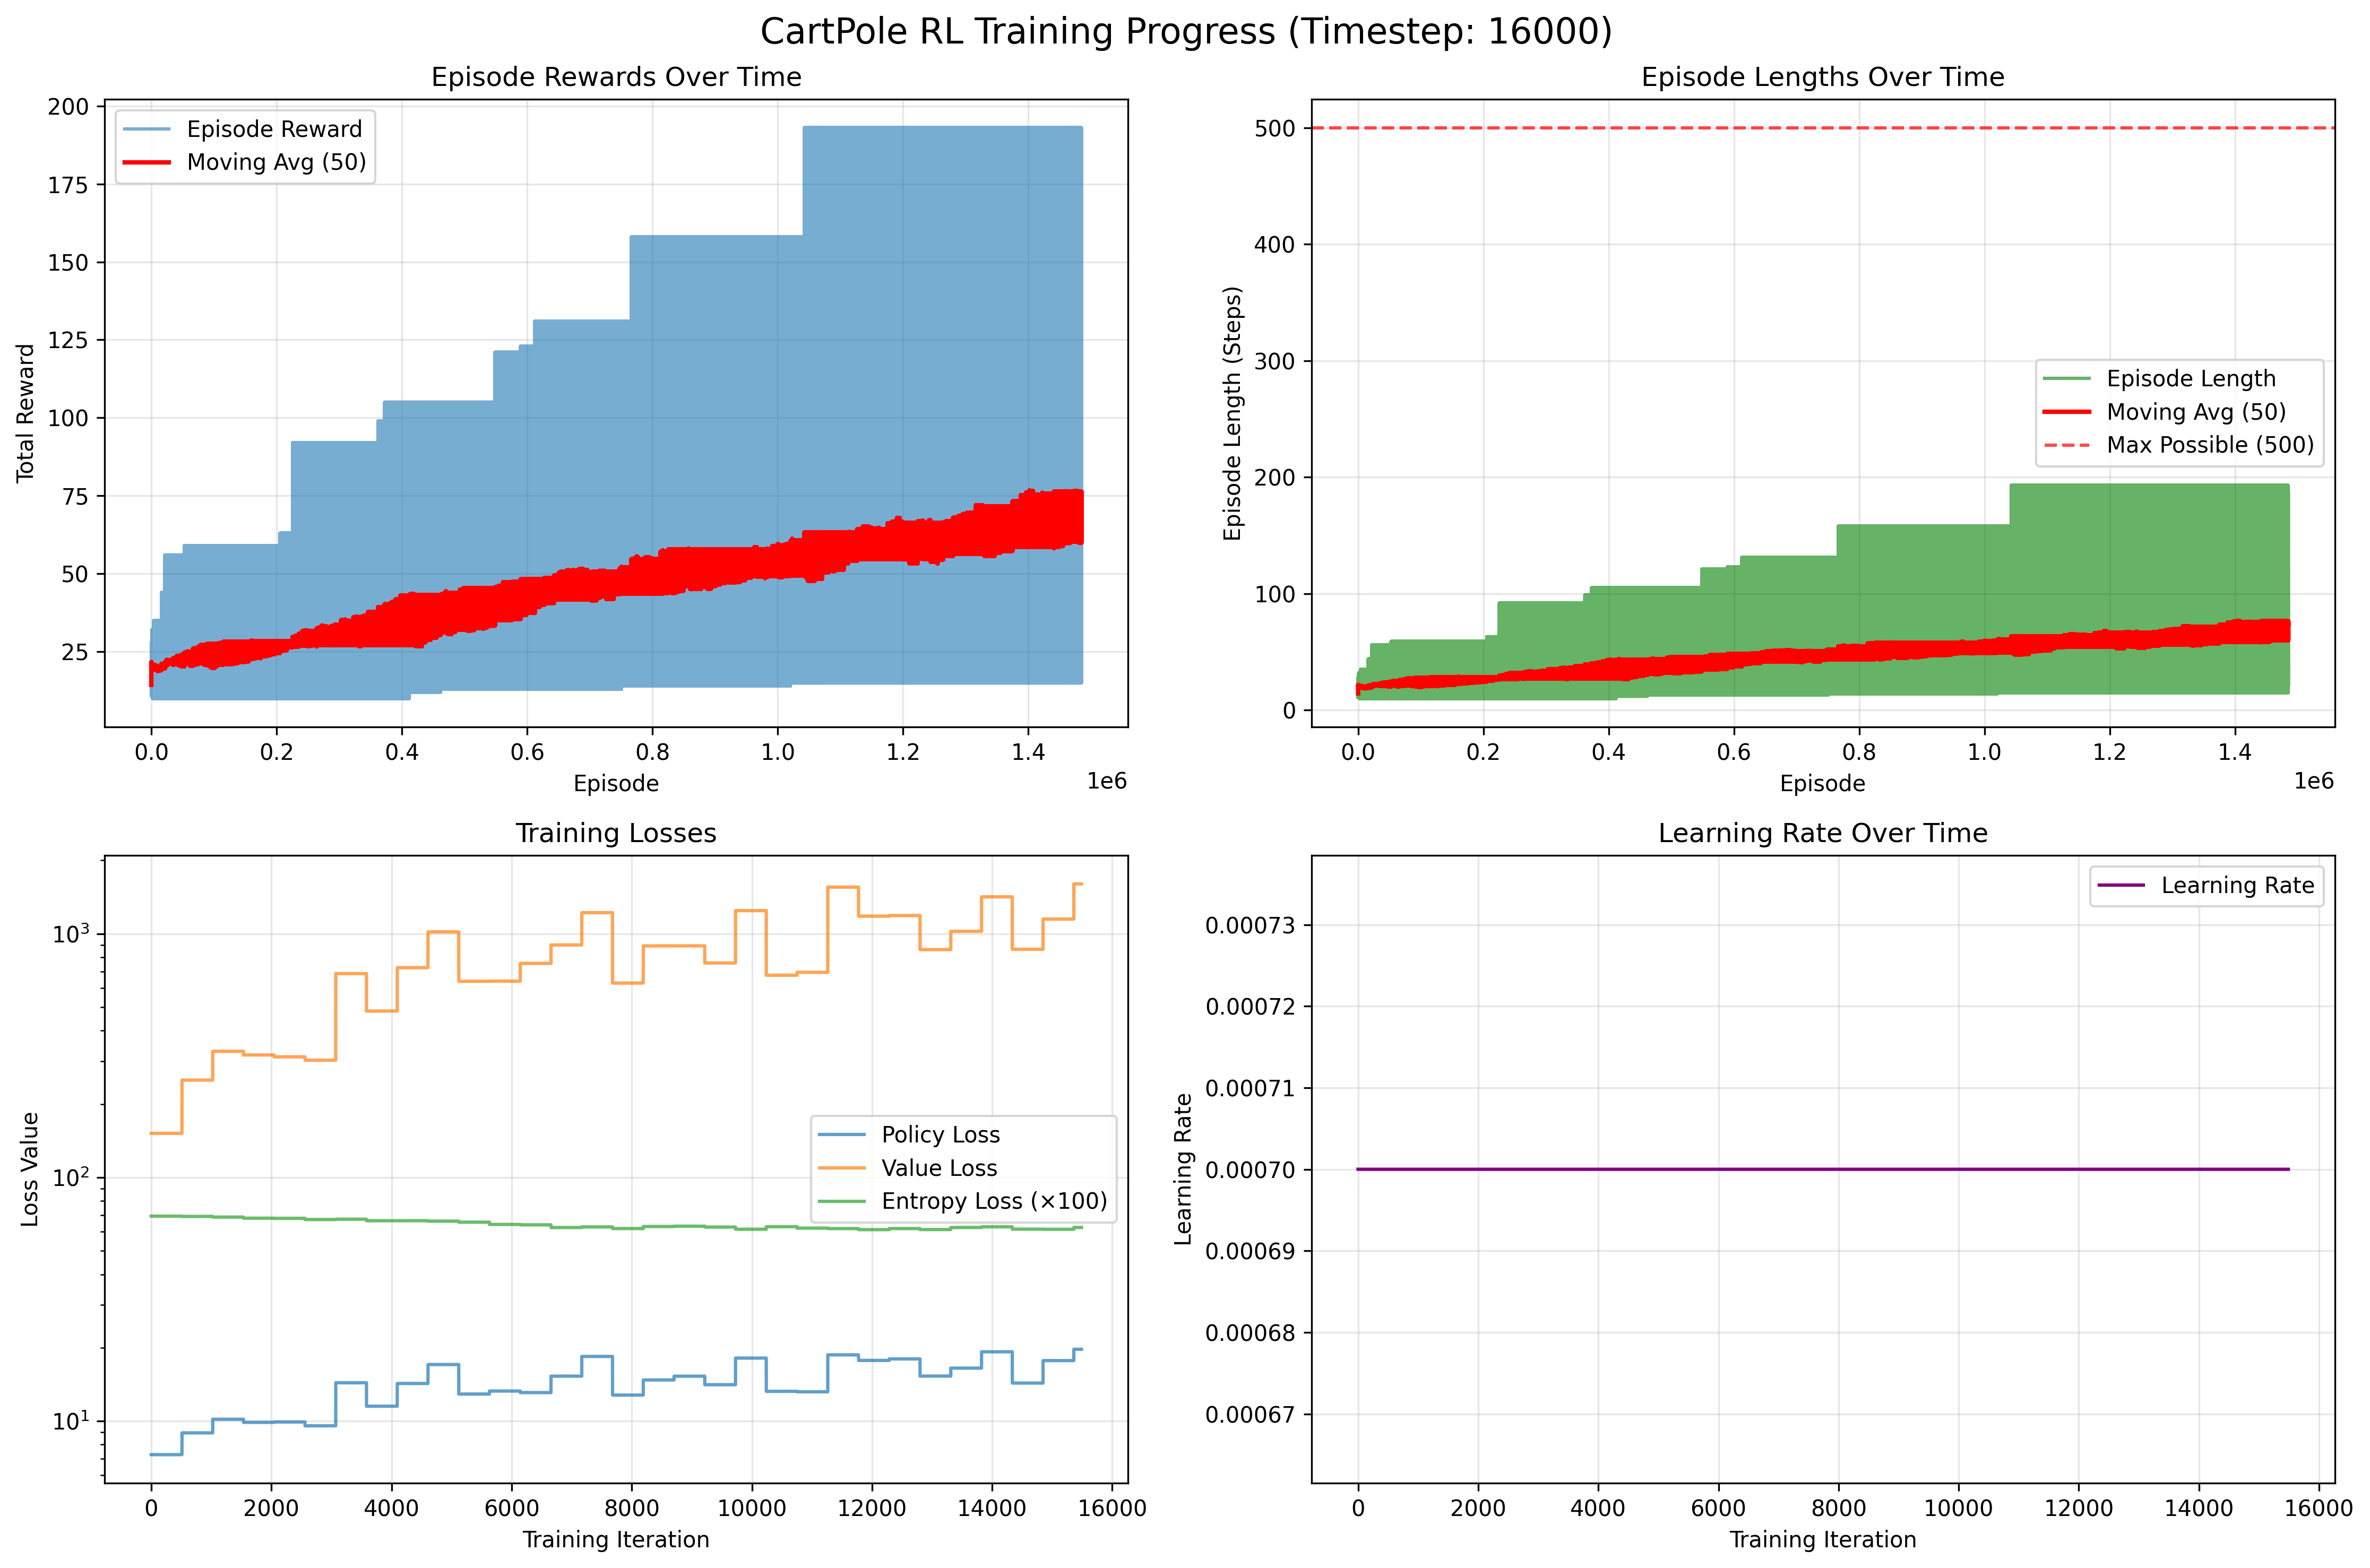 CartPole RL Training Progress (Timestep: 16000)
Episode Rewards Over Time
Total Reward
200
175
150
125
100
75
50
25
Episode Reward
Moving Avg (50)
0.0 0.2 0.4 0.6 0.8 1.0 1.2 1.4
1e6
Episode
Episode Lengths Over Time
Episode Length (Steps)
500
400
300
200
100
0
Episode Length
Moving Avg (50)
Max Possible (500)
0.0 0.2 0.4 0.6 0.8 1.0 1.2 1.4
1e6
Episode
Training Losses
Loss Value
10³
10²
10¹
Policy Loss
Value Loss
Entropy Loss (×100)
0 2000 4000 6000 8000 10000 12000 14000 16000
Training Iteration
Learning Rate Over Time
Learning Rate
0.00073
0.00072
0.00071
0.00070
0.00069
0.00068
0.00067
Learning Rate
0 2000 4000 6000 8000 10000 12000 14000 16000
Training Iteration